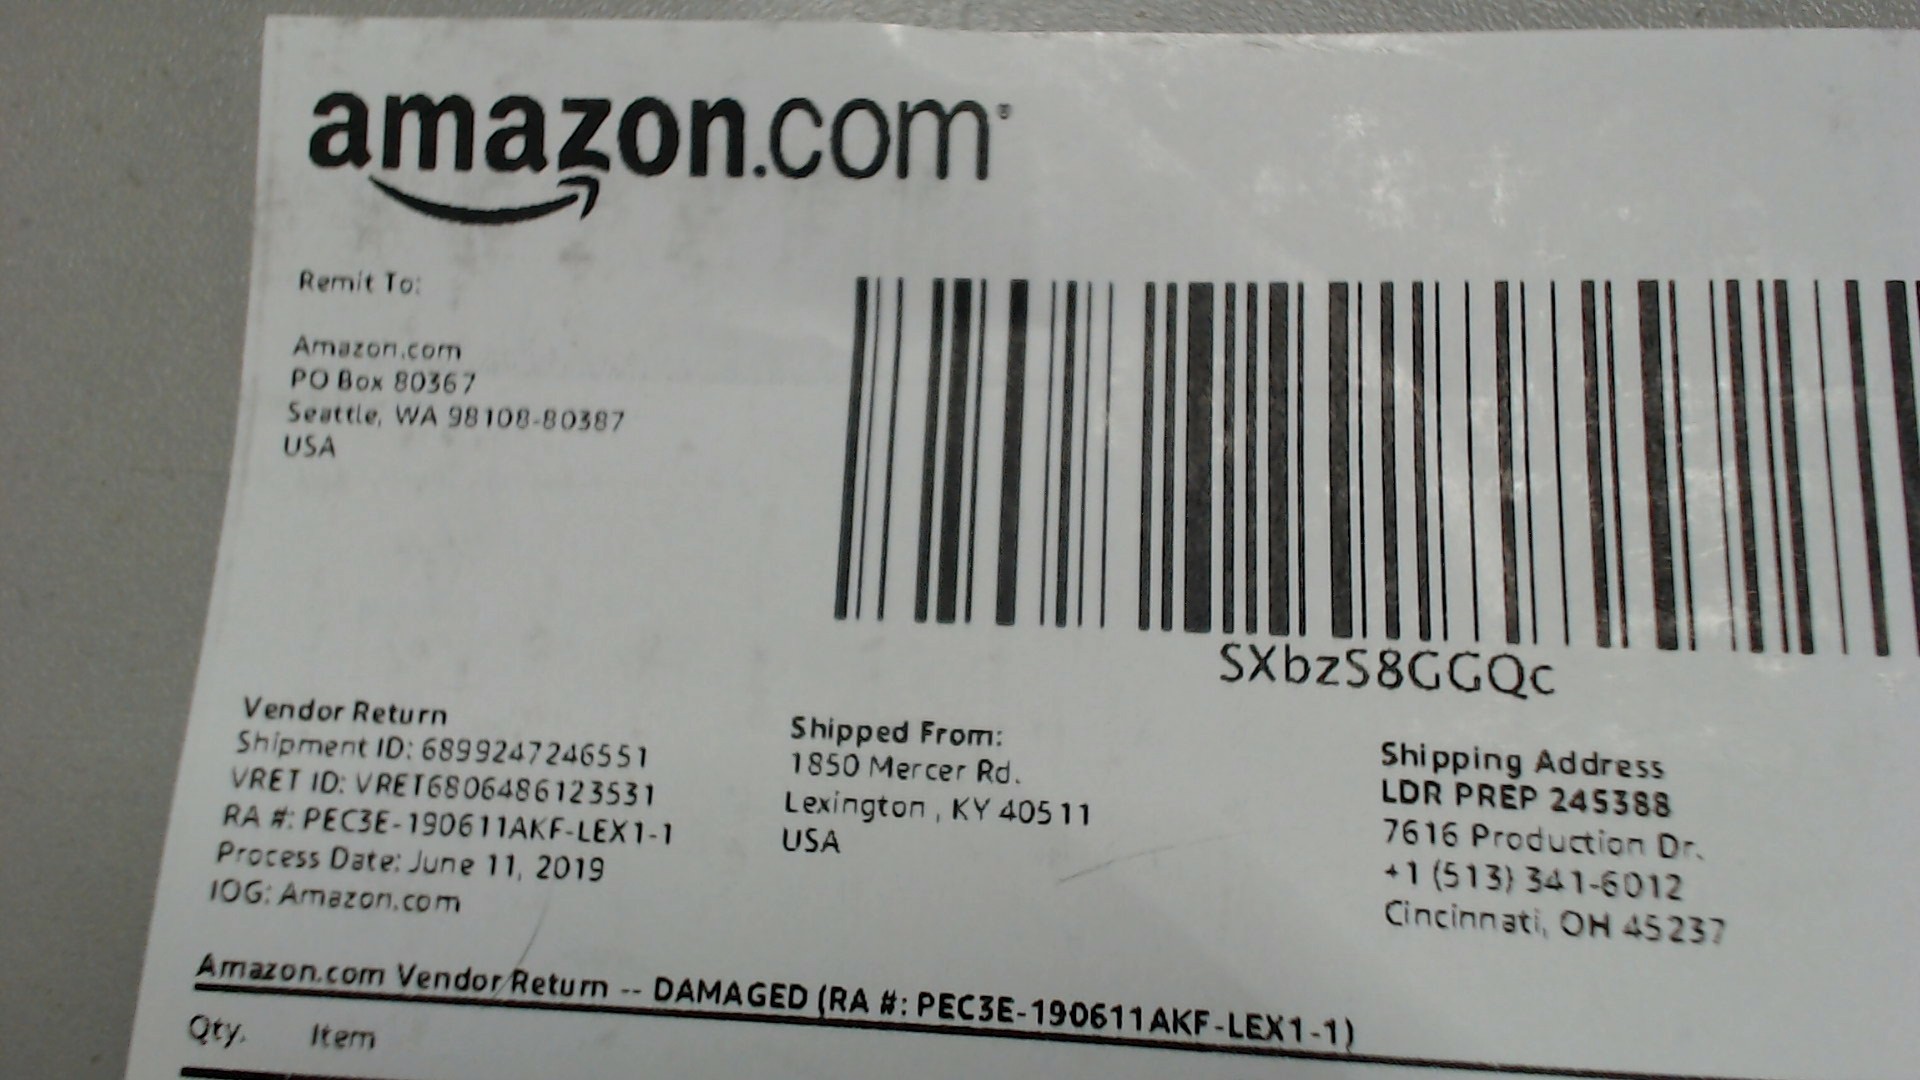 amazon.com®
Remit To:
Amazon.com
PO Box 80367
Seattle, WA 98108-80387
USA
SXbzS8GGQc
Vendor Return
Shipment ID: 6899247246551
VRET ID: VRET6806486123531
RA #: PEC3E-190611AKF-LEX1-1
Process Date: June 11, 2019
IOG: Amazon.com
Shipped From:
1850 Mercer Rd.
Lexington , KY 40511
USA
Shipping Address
LDR PREP 245388
7616 Production Dr.
+1 (513) 341-6012
Cincinnati, OH 45237
Amazon.com Vendor Return -- DAMAGED (RA #: PEC3E-190611AKF-LEX1-1)
Qty. Item